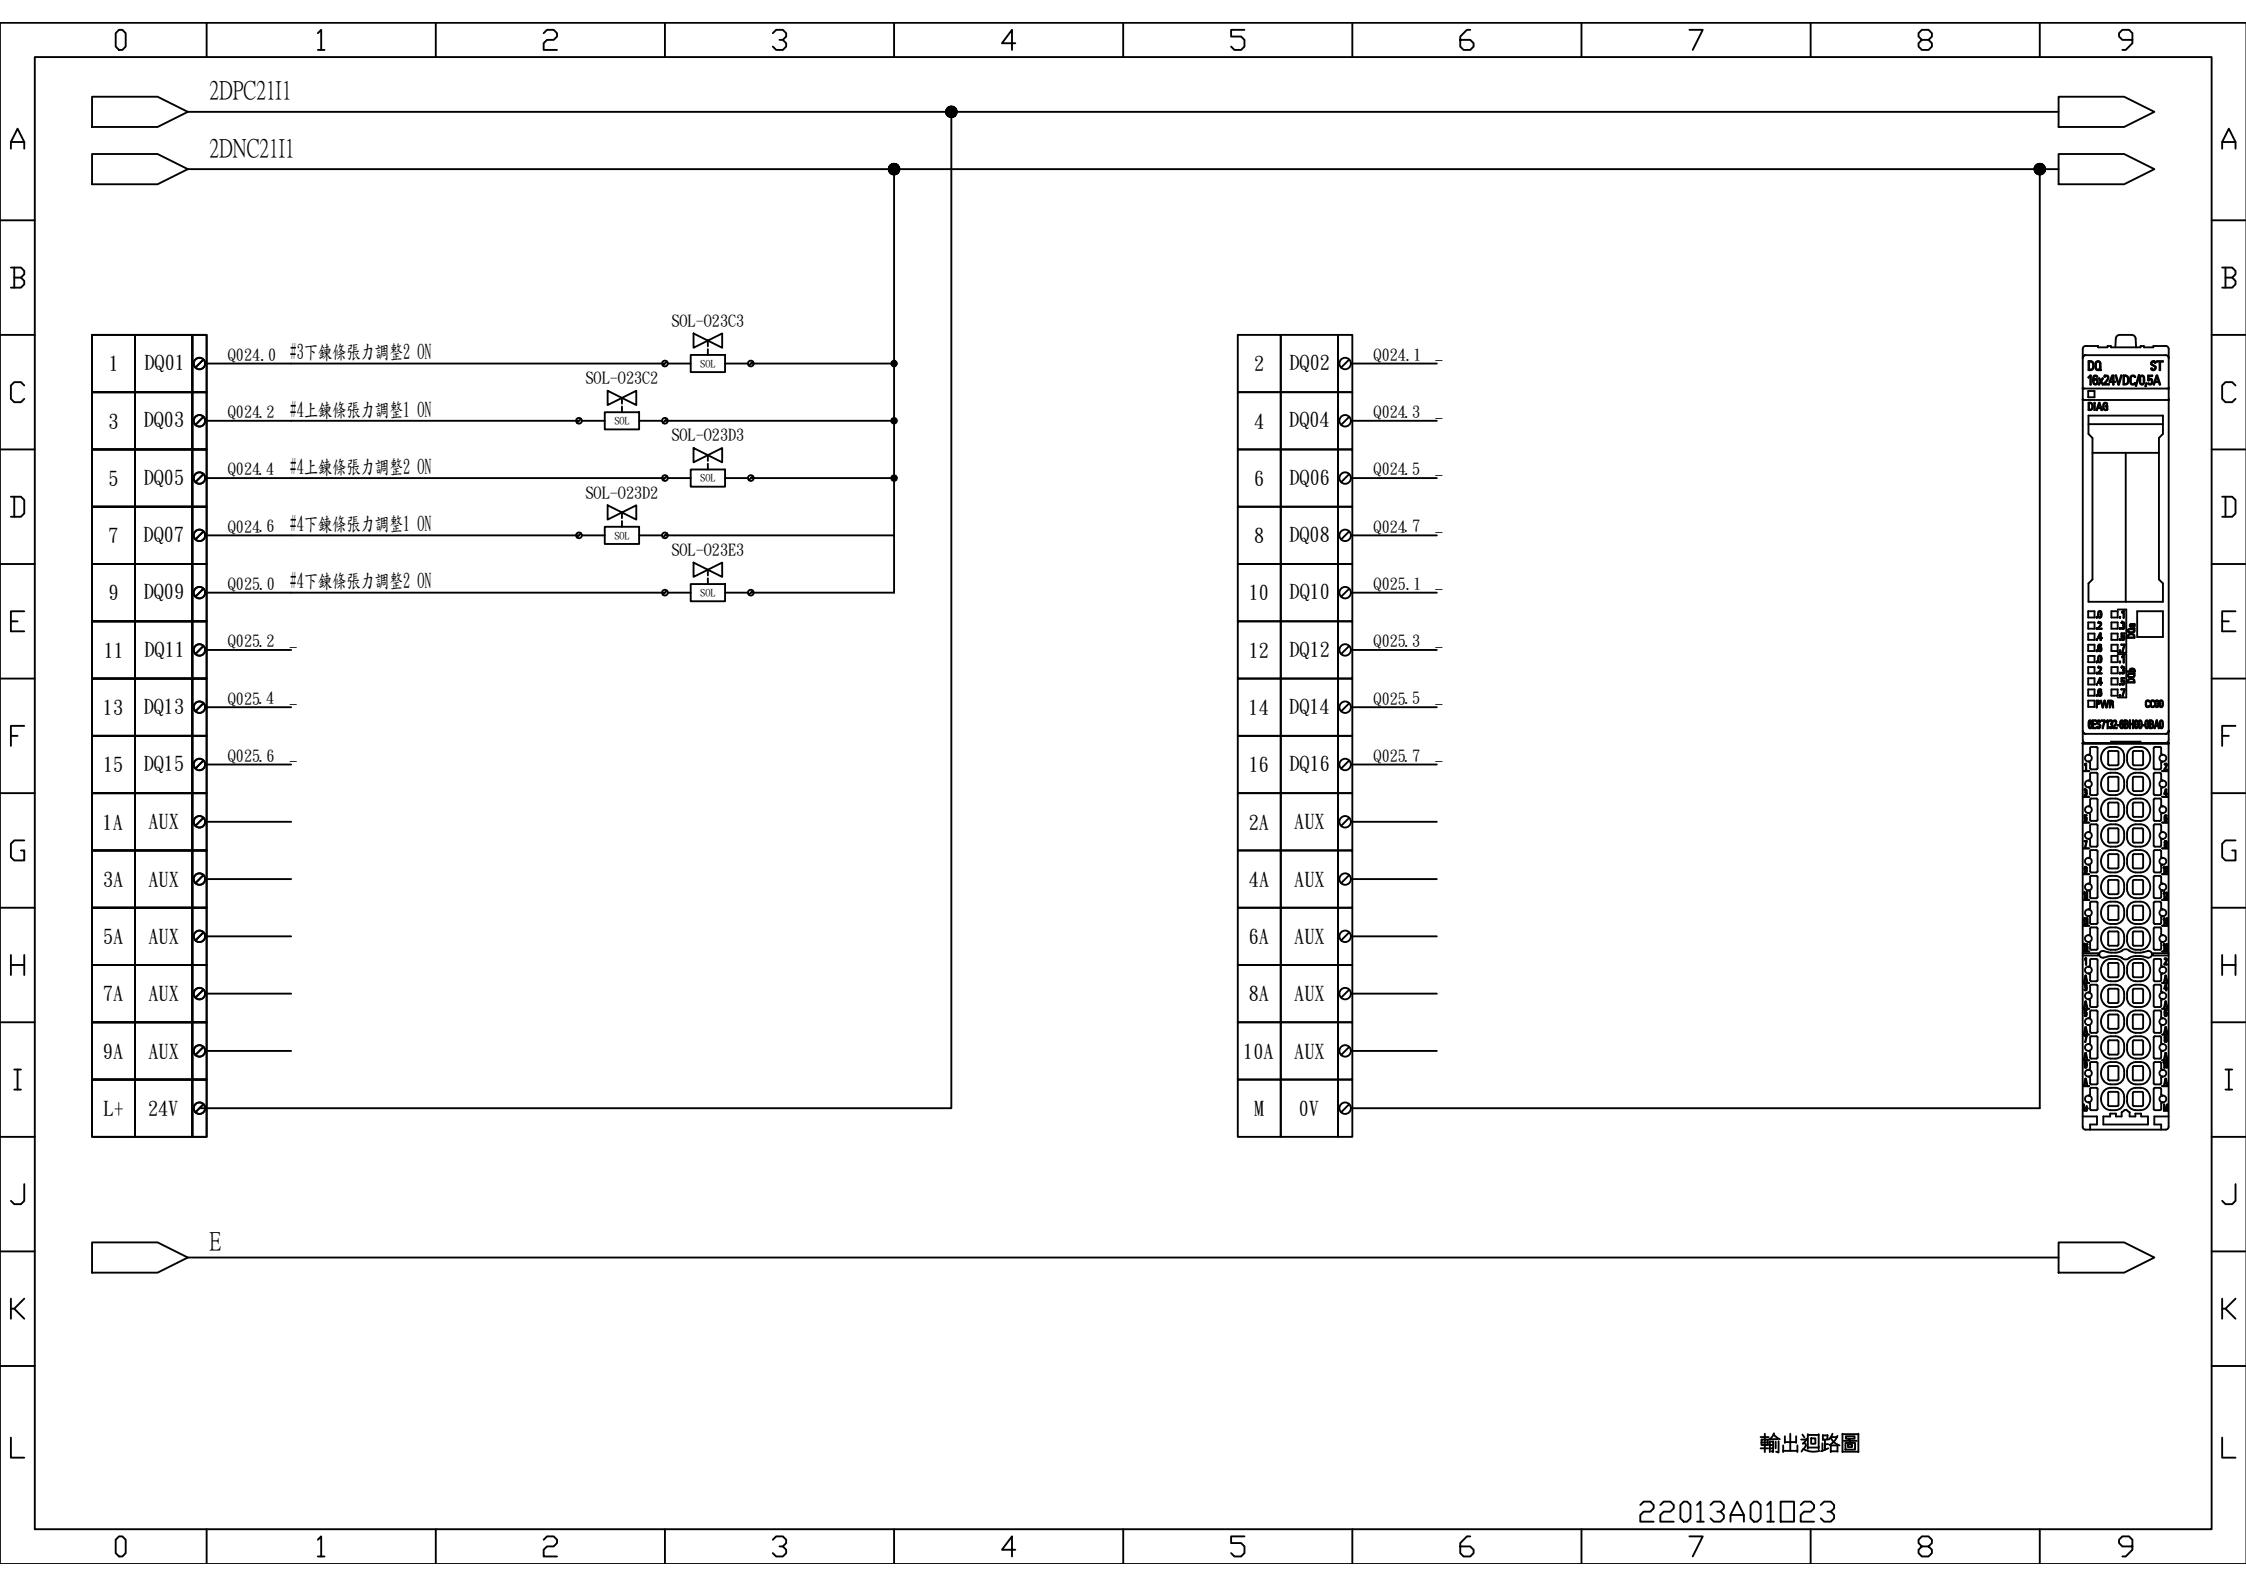 0 1 2 3 4 5 6 7 8 9
2DPC21I1
A A
2DNC21I1
B B
SOL-023C3
1 DQ01 Q024.0 #3下鍊條張力調整2 ON SOL
2 DQ02 Q024.1 _
DQ ST
16x24VDC/0,5A
DIAG
C C
SOL-023C2
3 DQ03 Q024.2 #4上鍊條張力調整1 ON SOL
4 DQ04 Q024.3 _
SOL-023D3
5 DQ05 Q024.4 #4上鍊條張力調整2 ON SOL
6 DQ06 Q024.5 _
D D
SOL-023D2
7 DQ07 Q024.6 #4下鍊條張力調整1 ON SOL
8 DQ08 Q024.7 _
SOL-023E3
9 DQ09 Q025.0 #4下鍊條張力調整2 ON SOL
10 DQ10 Q025.1 _
E E
11 DQ11 Q025.2 _
12 DQ12 Q025.3 _
13 DQ13 Q025.4 _
14 DQ14 Q025.5 _
PWR CC00
6ES7132-6BH00-0BA0
F F
15 DQ15 Q025.6 _
16 DQ16 Q025.7 _
1A AUX
2A AUX
G G
3A AUX
4A AUX
5A AUX
6A AUX
H H
7A AUX
8A AUX
9A AUX
10A AUX
I I
L+ 24V
M 0V
J J
E
K K
L L
輸出迴路圖
22013A01□23
0 1 2 3 4 5 6 7 8 9